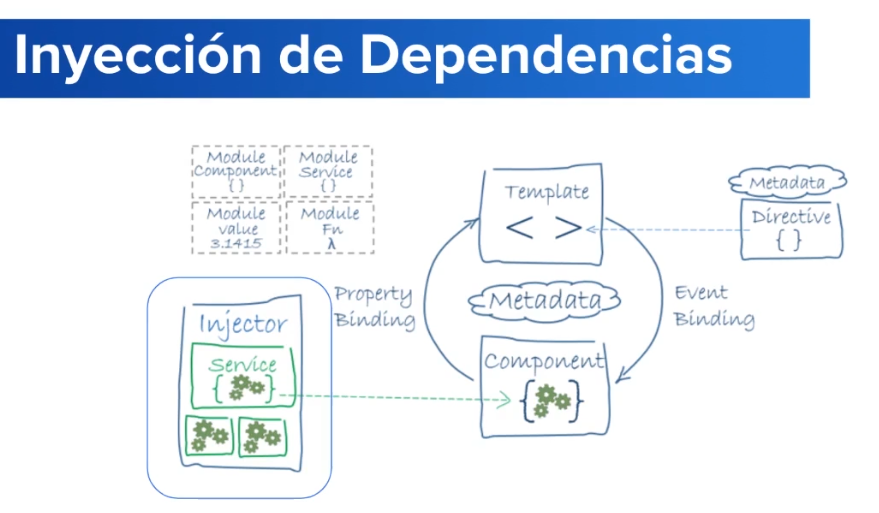 Inyección de Dependencias
Module
Component
{ }
Module
Service
{ }
Module
value
3.1415
Module
Fn
λ
Template
< >
Metadata
Directive
{ }
Property
Binding
Metadata
Event
Binding
Injector
Service
{ }
Component
{ }